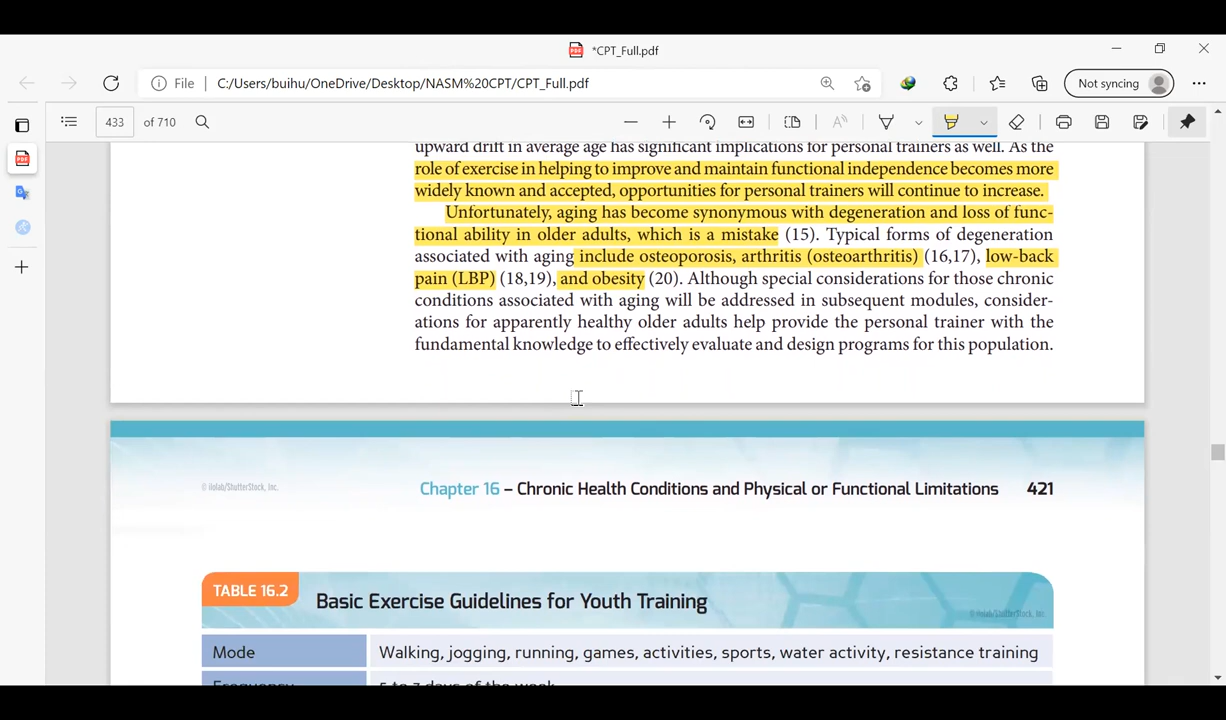 *CPT_Full.pdf
File
C:/Users/buihu/OneDrive/Desktop/NASM%20CPT/CPT_Full.pdf
Not syncing
433 of 710
upward drift in average age has significant implications for personal trainers as well. As the
role of exercise in helping to improve and maintain functional independence becomes more
widely known and accepted, opportunities for personal trainers will continue to increase.
Unfortunately, aging has become synonymous with degeneration and loss of func-
tional ability in older adults, which is a mistake (15). Typical forms of degeneration
associated with aging include osteoporosis, arthritis (osteoarthritis) (16,17), low-back
pain (LBP) (18,19), and obesity (20). Although special considerations for those chronic
conditions associated with aging will be addressed in subsequent modules, consider-
ations for apparently healthy older adults help provide the personal trainer with the
fundamental knowledge to effectively evaluate and design programs for this population.
Chapter 16 – Chronic Health Conditions and Physical or Functional Limitations 421
TABLE 16.2
Basic Exercise Guidelines for Youth Training
Mode
Walking, jogging, running, games, activities, sports, water activity, resistance training
Frequency
5 to 7 days of the week